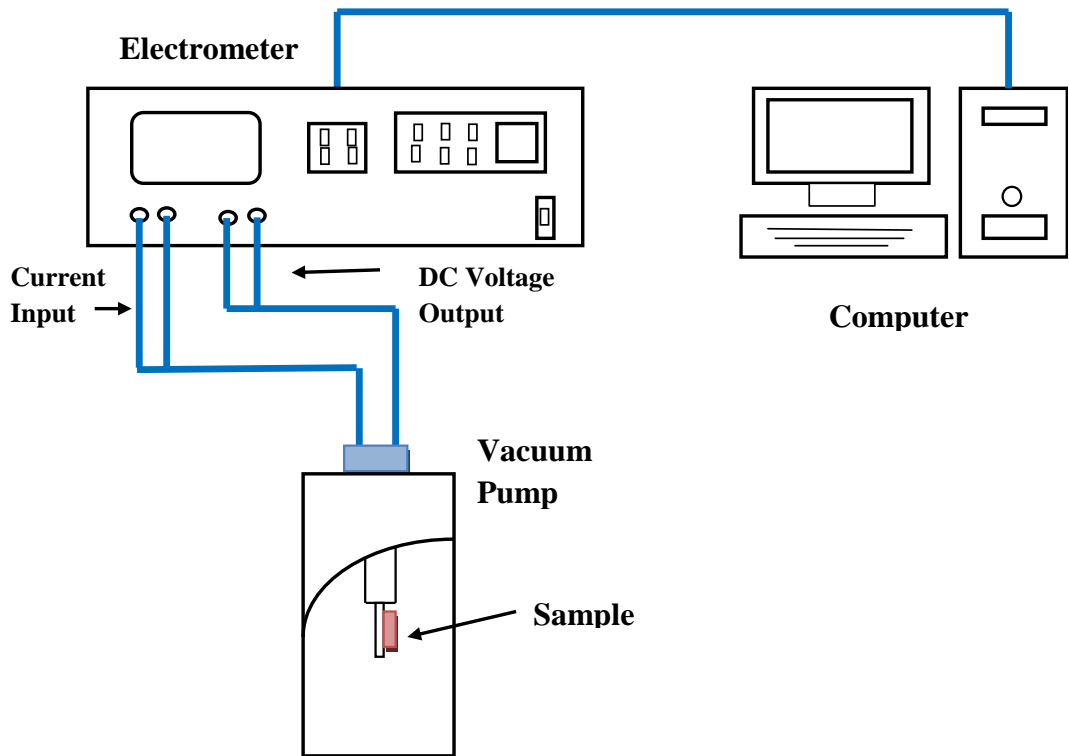 Electrometer
Current
Input
DC Voltage
Output
Computer
Vacuum
Pump
Sample